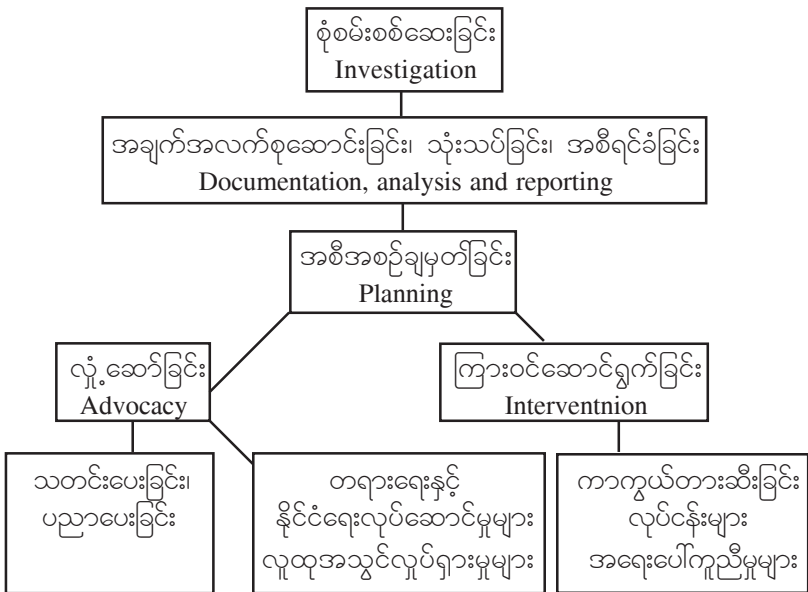 စုံစမ်းစစ်ဆေးခြင်း
Investigation
အချက်အလက်စုဆောင်းခြင်း၊ သုံးသပ်ခြင်း၊ အစီရင်ခံခြင်း
Documentation, analysis and reporting
အစီအစဉ်ချမှတ်ခြင်း
Planning
လှုံ့ဆော်ခြင်း
Advocacy
ကြားဝင်ဆောင်ရွက်ခြင်း
Interventnion
သတင်းပေးခြင်း၊
ပညာပေးခြင်း
တရားရေးနှင့်
နိုင်ငံရေးလုပ်ဆောင်မှုများ
လူထုအသွင်လှုပ်ရှားမှုများ
ကာကွယ်တားဆီးခြင်း
လုပ်ငန်းများ
အရေးပေါ်ကူညီမှုများ